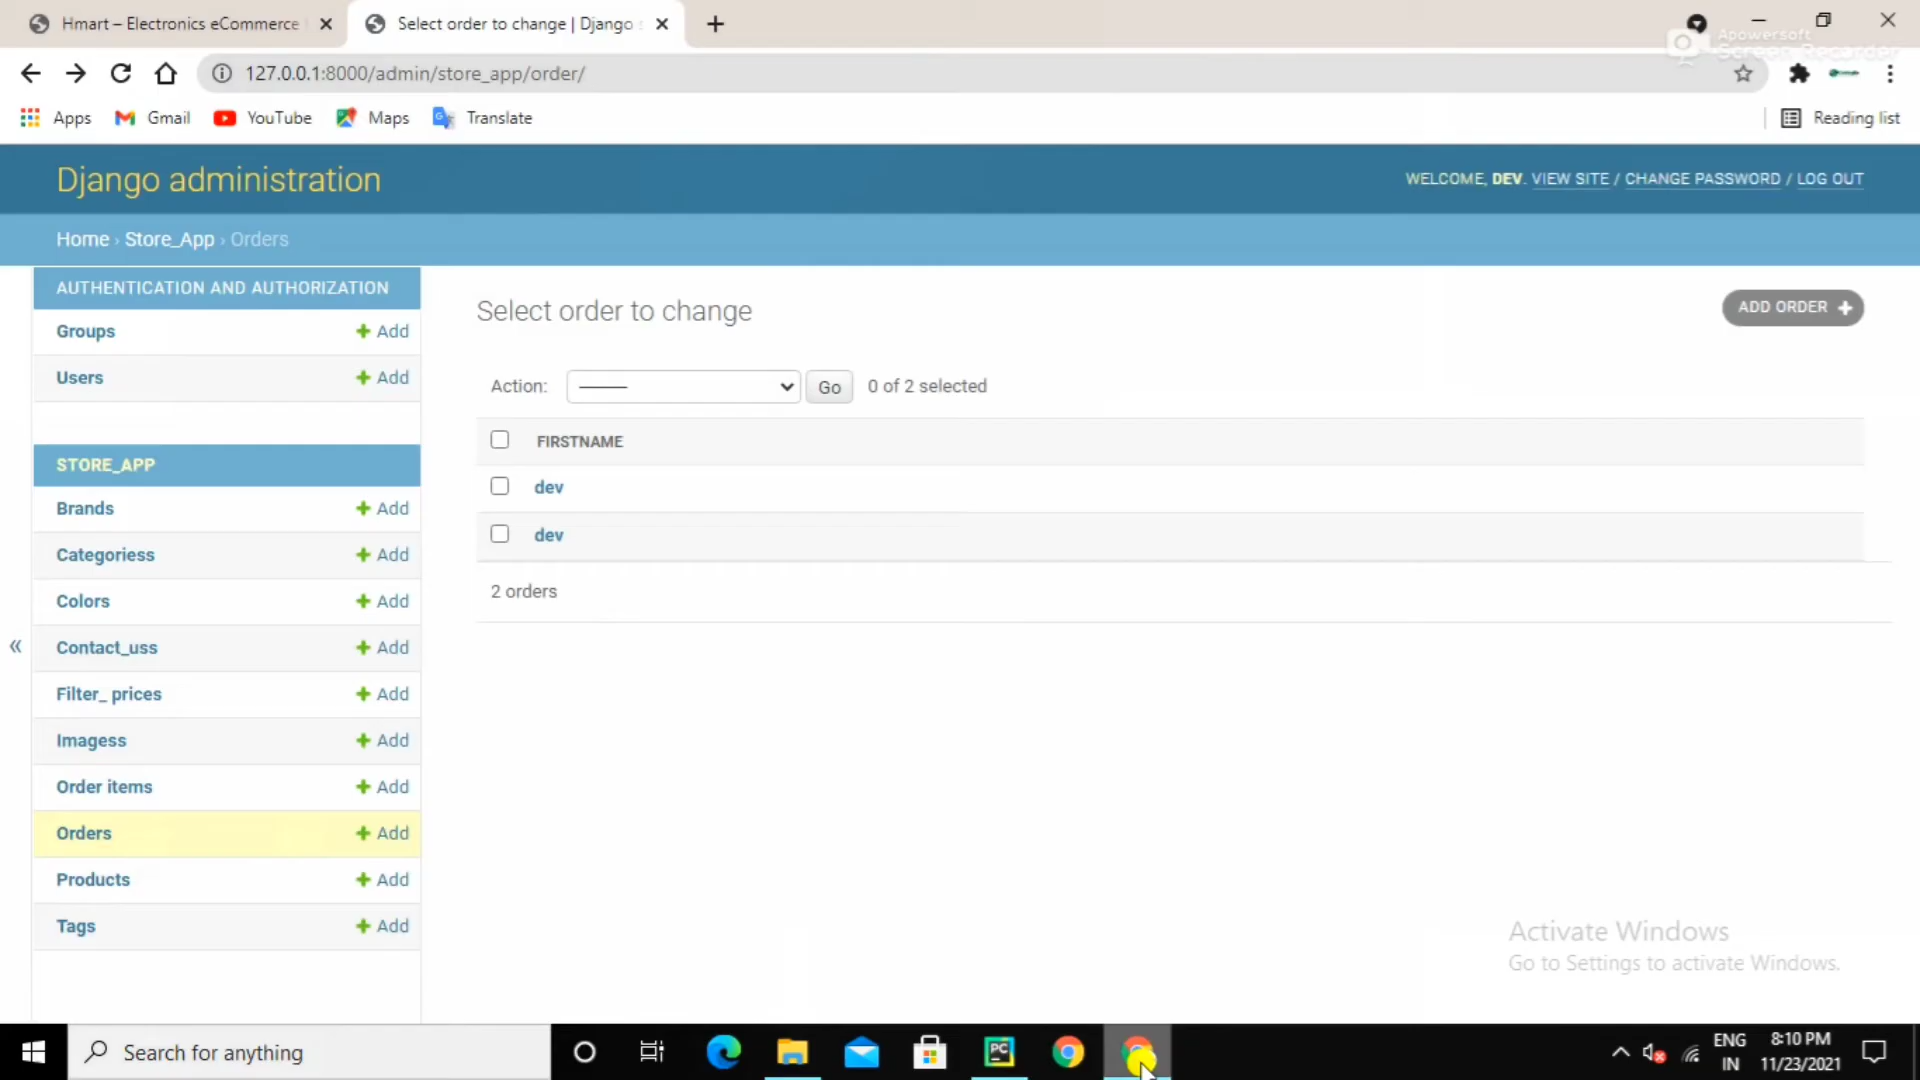 Hmart – Electronics eCommerce
Select order to change | Django s
Apowersoft
Screen Recorder
127.0.0.1:8000/admin/store_app/order/
Apps Gmail YouTube Maps Translate Reading list
Django administration
WELCOME, DEV. VIEW SITE / CHANGE PASSWORD / LOG OUT
Home › Store_App › Orders
AUTHENTICATION AND AUTHORIZATION
Groups + Add
Users + Add
STORE_APP
Brands + Add
Categoriess + Add
Colors + Add
Contact_uss + Add
Filter_ prices + Add
Imagess + Add
Order items + Add
Orders + Add
Products + Add
Tags + Add
«
Select order to change
ADD ORDER +
Action: --------- Go 0 of 2 selected
FIRSTNAME
dev
dev
2 orders
Activate Windows
Go to Settings to activate Windows.
Search for anything
PC
ENG
IN
8:10 PM
11/23/2021